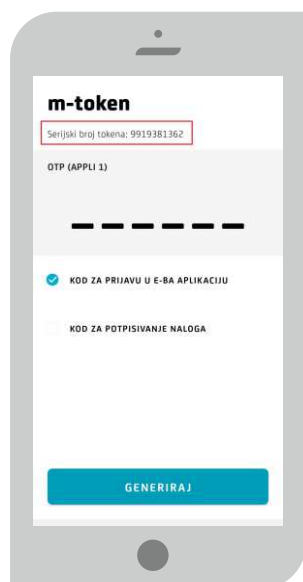 m-token
Serijski broj tokena: 9919381362
OTP (APPLI 1)
KOD ZA PRIJAVU U E-BA APLIKACIJU
KOD ZA POTPISIVANJE NALOGA
GENERIRAJ